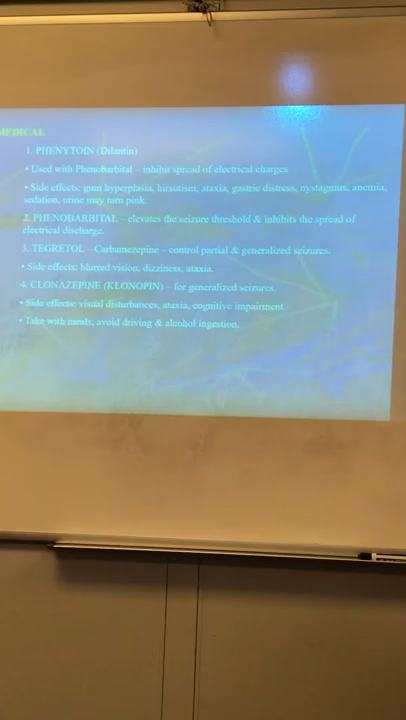 MEDICAL
1. PHENYTOIN (Dilantin)
• Used with Phenobarbital – inhibit spread of electrical charges
• Side effects: gum hyperplasia, hirsutism, ataxia, gastric distress, nystagmus, anemia,
sedation, urine may turn pink.
2. PHENOBARBITAL – elevates the seizure threshold & inhibits the spread of
electrical discharge.
3. TEGRETOL – Carbamezepine – control partial & generalized seizures.
• Side effects: blurred vision, dizziness, ataxia.
4. CLONAZEPINE (KLONOPIN) – for generalized seizures.
• Side effects: visual disturbances, ataxia, cognitive impairment
• Take with meals, avoid driving & alcohol ingestion.